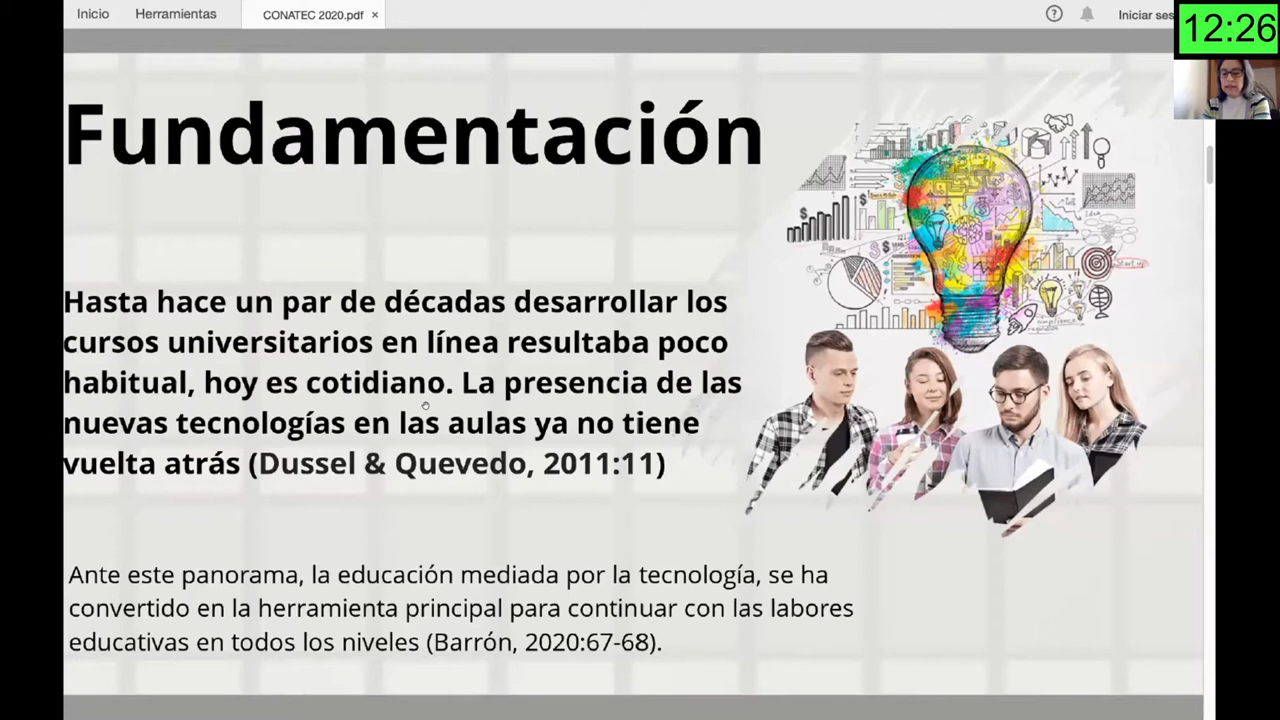 Inicio Herramientas CONATEC 2020.pdf × Iniciar ses
12:26
Fundamentación
Hasta hace un par de décadas desarrollar los
cursos universitarios en línea resultaba poco
habitual, hoy es cotidiano. La presencia de las
nuevas tecnologías en las aulas ya no tiene
vuelta atrás (Dussel & Quevedo, 2011:11)
Ante este panorama, la educación mediada por la tecnología, se ha
convertido en la herramienta principal para continuar con las labores
educativas en todos los niveles (Barrón, 2020:67-68).